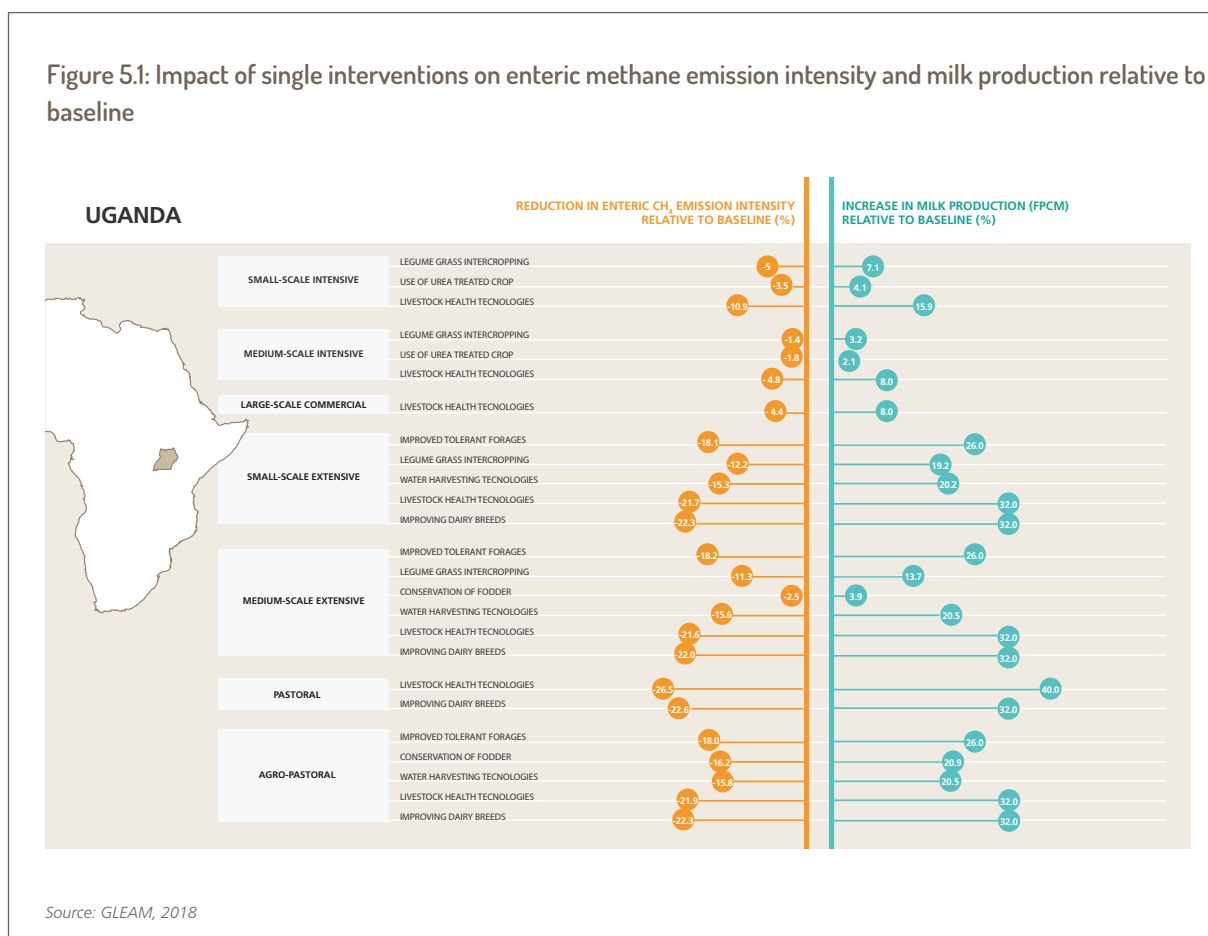 Figure 5.1: Impact of single interventions on enteric methane emission intensity and milk production relative to
baseline
UGANDA
REDUCTION IN ENTERIC CH4 EMISSION INTENSITY
RELATIVE TO BASELINE (%)
INCREASE IN MILK PRODUCTION (FPCM)
RELATIVE TO BASELINE (%)
SMALL-SCALE INTENSIVE
LEGUME GRASS INTERCROPPING -5 7.1
USE OF UREA TREATED CROP -3.5 4.1
LIVESTOCK HEALTH TECNOLOGIES -10.9 15.9
MEDIUM-SCALE INTENSIVE
LEGUME GRASS INTERCROPPING -1.4 3.2
USE OF UREA TREATED CROP -1.8 2.1
LIVESTOCK HEALTH TECNOLOGIES - 4.8 8.0
LARGE-SCALE COMMERCIAL
LIVESTOCK HEALTH TECNOLOGIES - 4.4 8.0
SMALL-SCALE EXTENSIVE
IMPROVED TOLERANT FORAGES -18.1 26.0
LEGUME GRASS INTERCROPPING -12.2 19.2
WATER HARVESTING TECNOLOGIES -15.3 20.2
LIVESTOCK HEALTH TECNOLOGIES -21.7 32.0
IMPROVING DAIRY BREEDS -22.3 32.0
MEDIUM-SCALE EXTENSIVE
IMPROVED TOLERANT FORAGES -18.2 26.0
LEGUME GRASS INTERCROPPING -11.3 13.7
CONSERVATION OF FODDER -2.5 3.9
WATER HARVESTING TECNOLOGIES -15.6 20.5
LIVESTOCK HEALTH TECNOLOGIES -21.6 32.0
IMPROVING DAIRY BREEDS -22.0 32.0
PASTORAL
LIVESTOCK HEALTH TECNOLOGIES -26.5 40.0
IMPROVING DAIRY BREEDS -22.6 32.0
AGRO-PASTORAL
IMPROVED TOLERANT FORAGES -18.0 26.0
CONSERVATION OF FODDER -16.2 20.9
WATER HARVESTING TECNOLOGIES -15.8 20.5
LIVESTOCK HEALTH TECNOLOGIES -21.9 32.0
IMPROVING DAIRY BREEDS -22.3 32.0
Source: GLEAM, 2018